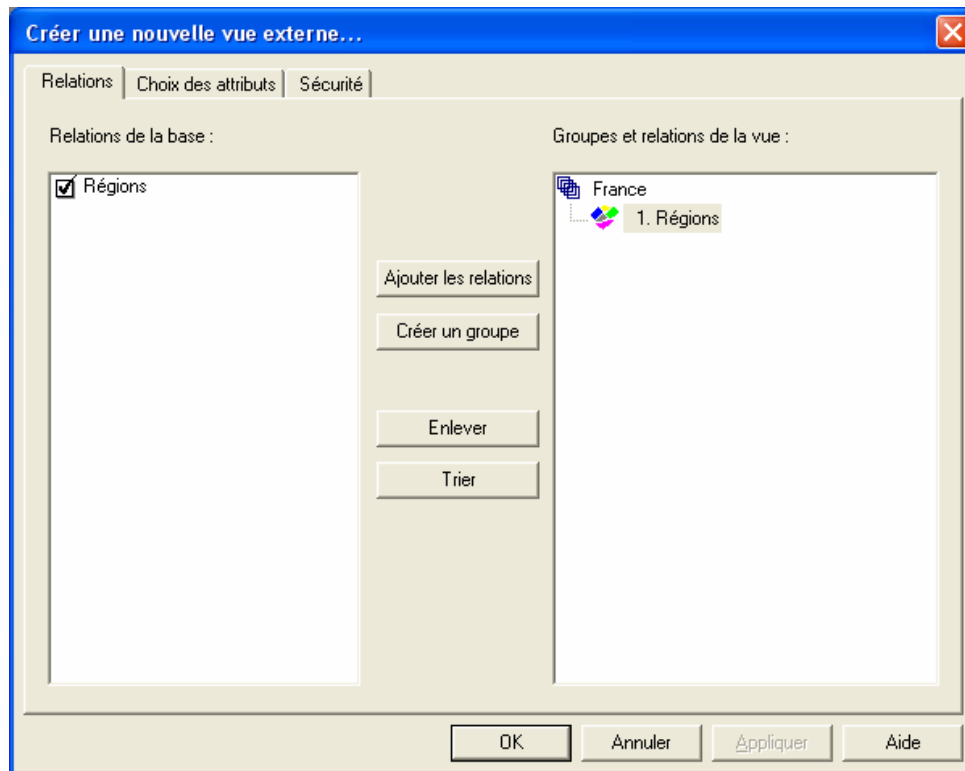 Créer une nouvelle vue externe...
Relations
Choix des attributs
Sécurité
Relations de la base :
Groupes et relations de la vue :
Régions
France
1. Régions
Ajouter les relations
Créer un groupe
Enlever
Trier
OK
Annuler
Appliquer
Aide